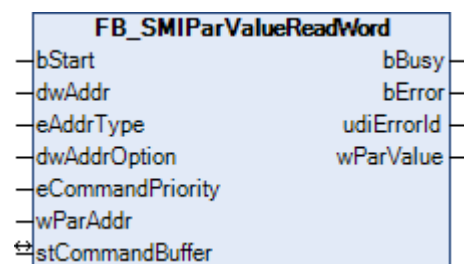 FB_SMIParValueReadWord
bStart bBusy
dwAddr bError
eAddrType udiErrorId
dwAddrOption wParValue
eCommandPriority
wParAddr
stCommandBuffer